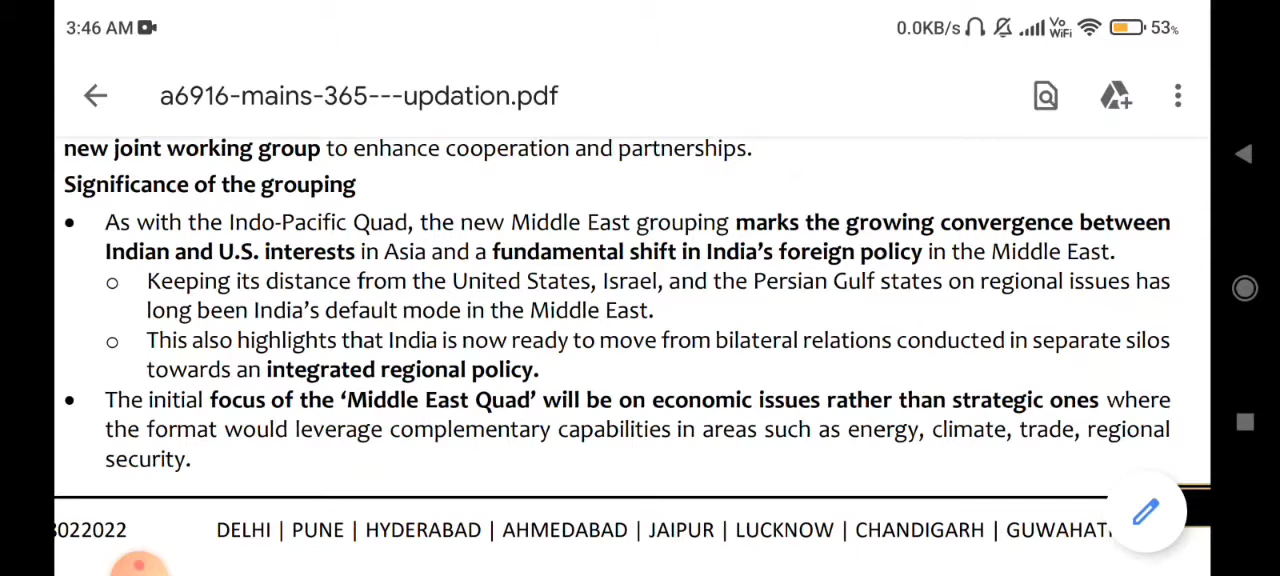 3:46 AM
0.0KB/s Vo WiFi 53%
a6916-mains-365---updation.pdf
new joint working group to enhance cooperation and partnerships.
Significance of the grouping
• As with the Indo-Pacific Quad, the new Middle East grouping marks the growing convergence between
Indian and U.S. interests in Asia and a fundamental shift in India's foreign policy in the Middle East.
o Keeping its distance from the United States, Israel, and the Persian Gulf states on regional issues has
long been India's default mode in the Middle East.
o This also highlights that India is now ready to move from bilateral relations conducted in separate silos
towards an integrated regional policy.
• The initial focus of the 'Middle East Quad' will be on economic issues rather than strategic ones where
the format would leverage complementary capabilities in areas such as energy, climate, trade, regional
security.
022022 DELHI | PUNE | HYDERABAD | AHMEDABAD | JAIPUR | LUCKNOW | CHANDIGARH | GUWAHATI